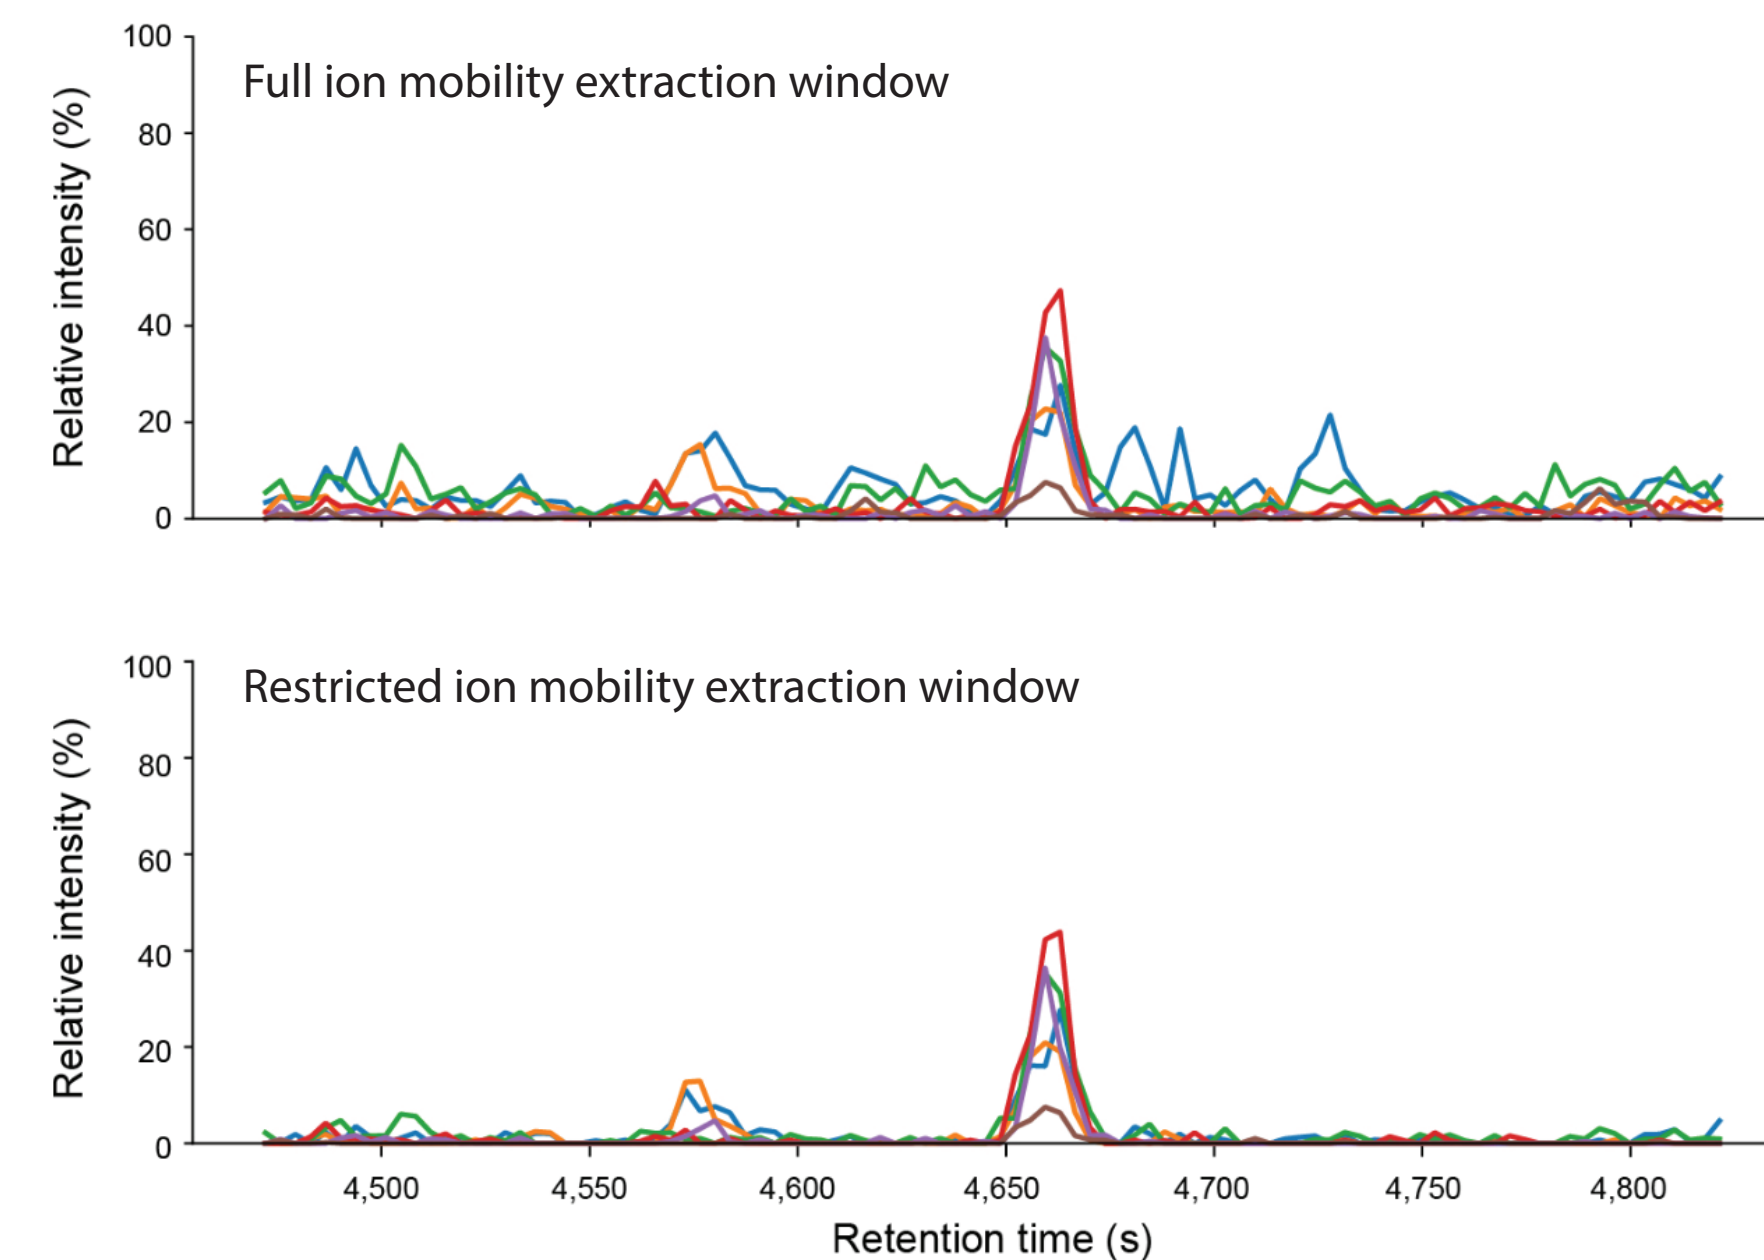 Full ion mobility extraction window
Relative intensity (%)
100
80
60
40
20
0
Restricted ion mobility extraction window
Relative intensity (%)
100
80
60
40
20
0
4,500 4,550 4,600 4,650 4,700 4,750 4,800
Retention time (s)